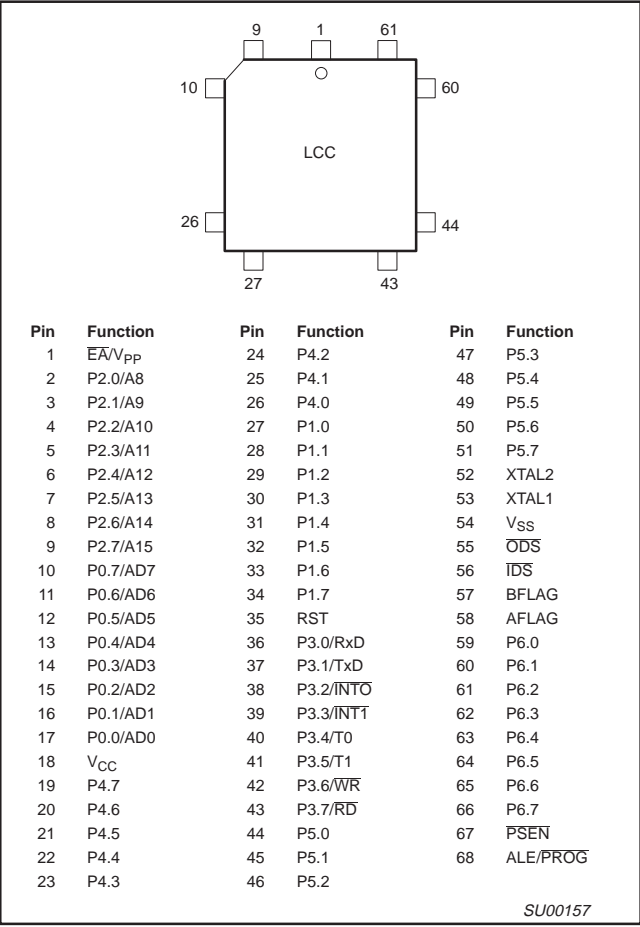 9 1 61
10 60
LCC
26 44
27 43
Pin Function Pin Function Pin Function
1 E̅A̅/VPP 24 P4.2 47 P5.3
2 P2.0/A8 25 P4.1 48 P5.4
3 P2.1/A9 26 P4.0 49 P5.5
4 P2.2/A10 27 P1.0 50 P5.6
5 P2.3/A11 28 P1.1 51 P5.7
6 P2.4/A12 29 P1.2 52 XTAL2
7 P2.5/A13 30 P1.3 53 XTAL1
8 P2.6/A14 31 P1.4 54 VSS
9 P2.7/A15 32 P1.5 55 O̅D̅S̅
10 P0.7/AD7 33 P1.6 56 I̅D̅S̅
11 P0.6/AD6 34 P1.7 57 BFLAG
12 P0.5/AD5 35 RST 58 AFLAG
13 P0.4/AD4 36 P3.0/RxD 59 P6.0
14 P0.3/AD3 37 P3.1/TxD 60 P6.1
15 P0.2/AD2 38 P3.2/I̅N̅T̅O̅ 61 P6.2
16 P0.1/AD1 39 P3.3/I̅N̅T̅1̅ 62 P6.3
17 P0.0/AD0 40 P3.4/T0 63 P6.4
18 VCC 41 P3.5/T1 64 P6.5
19 P4.7 42 P3.6/W̅R̅ 65 P6.6
20 P4.6 43 P3.7/R̅D̅ 66 P6.7
21 P4.5 44 P5.0 67 P̅S̅E̅N̅
22 P4.4 45 P5.1 68 ALE/P̅R̅O̅G̅
23 P4.3 46 P5.2
SU00157